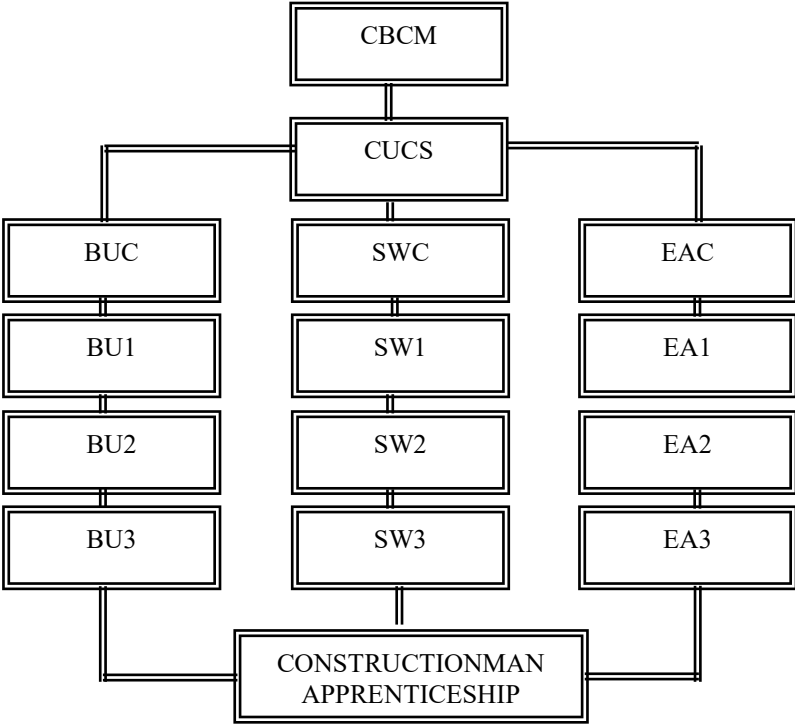 CBCM
CUCS
BUC
SWC
EAC
BU1
SW1
EA1
BU2
SW2
EA2
BU3
SW3
EA3
CONSTRUCTIONMAN
APPRENTICESHIP